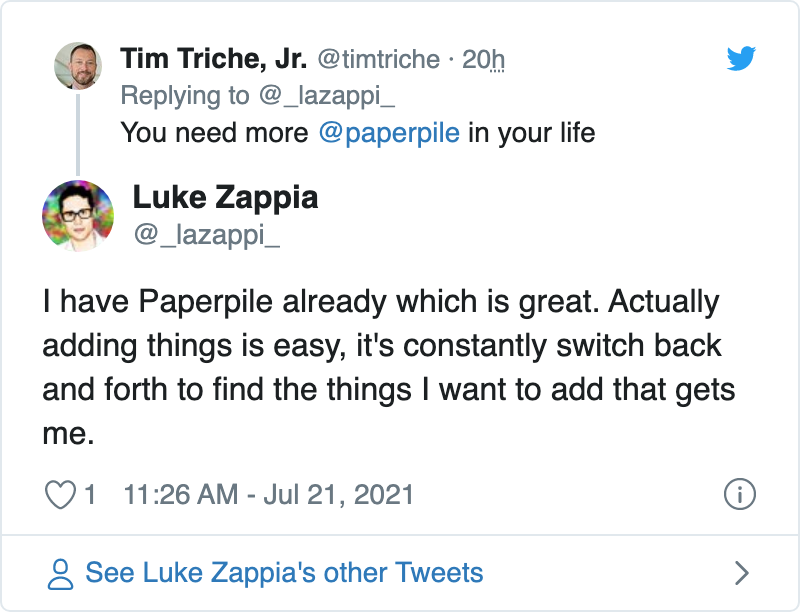 Tim Triche, Jr. @timtriche · 20h
Replying to @_lazappi_
You need more @paperpile in your life
Luke Zappia
@_lazappi_
I have Paperpile already which is great. Actually
adding things is easy, it's constantly switch back
and forth to find the things I want to add that gets
me.
1 11:26 AM - Jul 21, 2021
See Luke Zappia's other Tweets